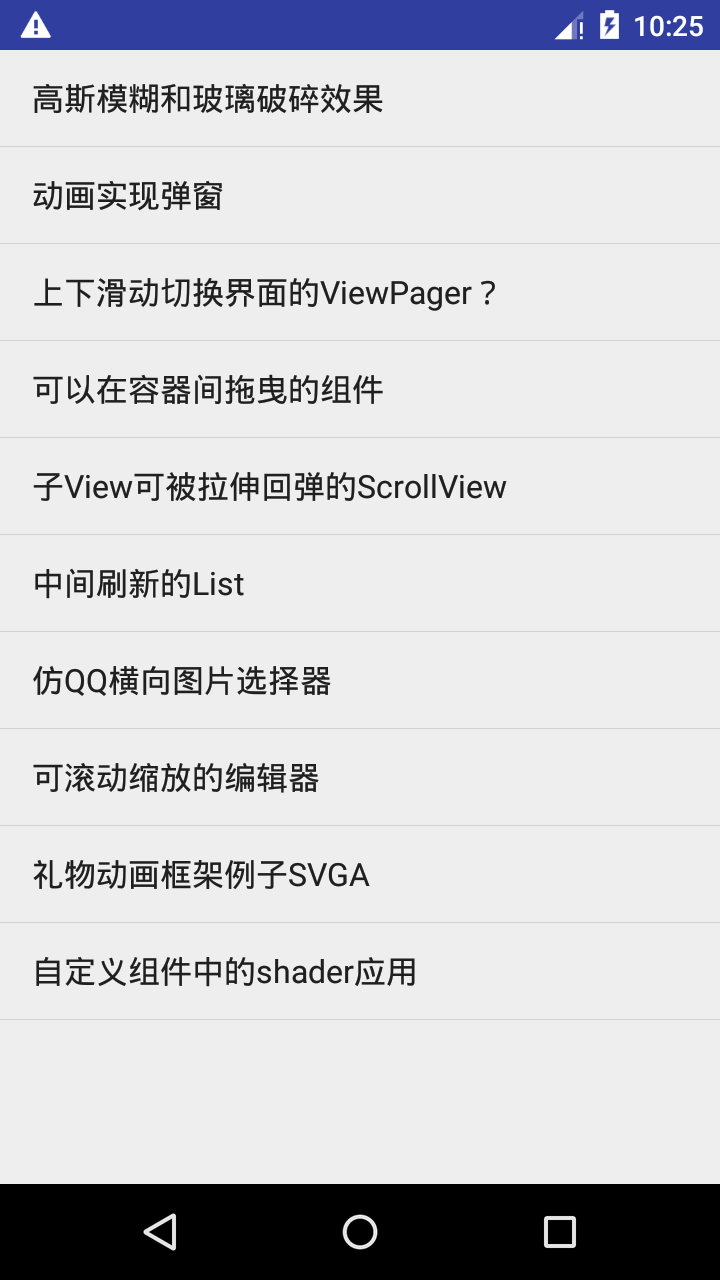 10:25
高斯模糊和玻璃破碎效果
动画实现弹窗
上下滑动切换界面的ViewPager？
可以在容器间拖曳的组件
子View可被拉伸回弹的ScrollView
中间刷新的List
仿QQ横向图片选择器
可滚动缩放的编辑器
礼物动画框架例子SVGA
自定义组件中的shader应用